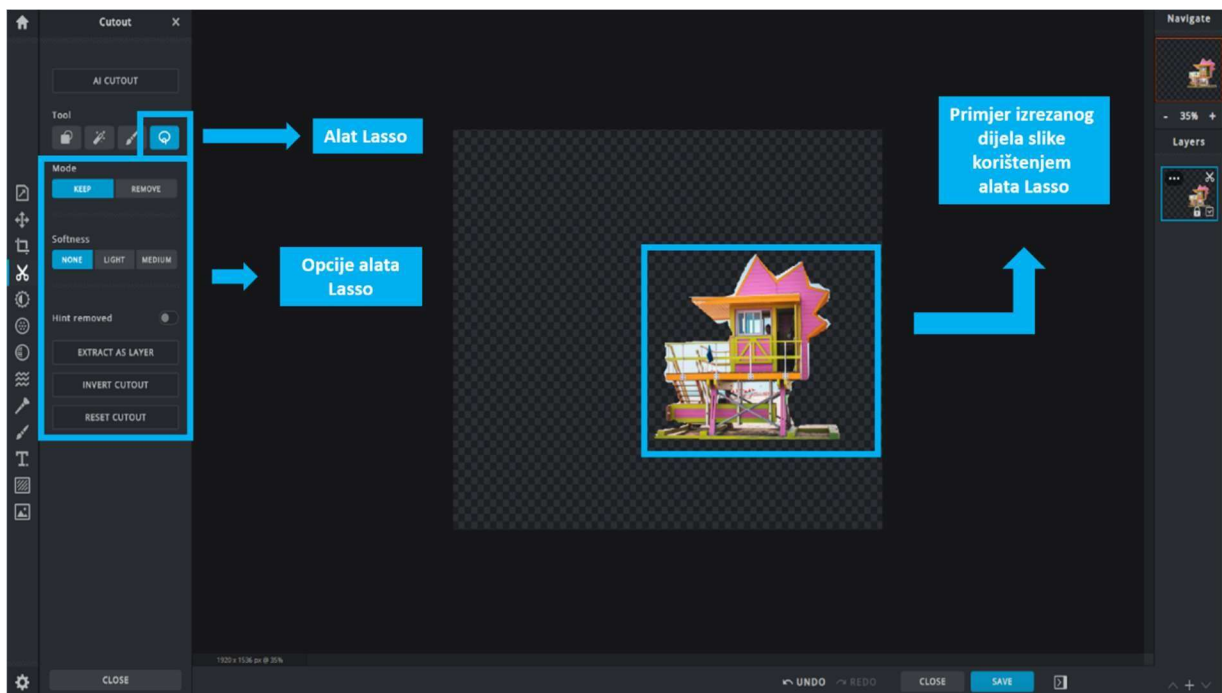 Cutout X
Navigate
AI CUTOUT
Tool
- 35% +
Layers
Alat Lasso
Primjer izrezanog
dijela slike
korištenjem
alata Lasso
Mode
KEEP REMOVE
Softness
NONE LIGHT MEDIUM
Opcije alata
Lasso
Hint removed
EXTRACT AS LAYER
INVERT CUTOUT
RESET CUTOUT
1920 x 1536 px @ 35%
CLOSE
UNDO REDO CLOSE SAVE